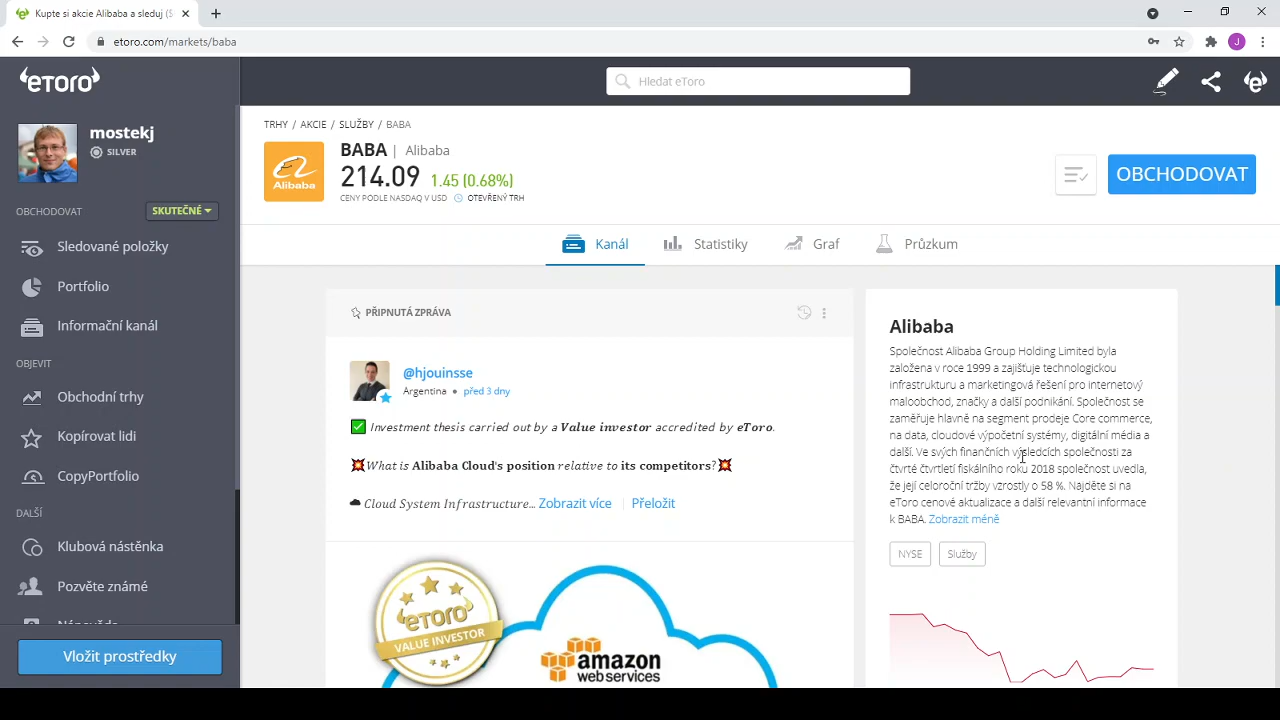 Kupte si akcie Alibaba a sleduj (5
etoro.com/markets/baba
J
eTORO
Hledat eToro
mostekj
SILVER
OBCHODOVAT
SKUTEČNÉ
Sledované položky
Portfolio
Informační kanál
OBJEVIT
Obchodní trhy
Kopírovat lidi
CopyPortfolio
DALŠÍ
Klubová nástěnka
Pozvěte známé
Nápověda
Vložit prostředky
TRHY / AKCIE / SLUŽBY / BABA
Alibaba
BABA | Alibaba
214.09 1.45 (0.68%)
CENY PODLE NASDAQ V USD OTEVŘENÝ TRH
OBCHODOVAT
Kanál Statistiky Graf Průzkum
PŘIPNUTÁ ZPRÁVA
@hjouinsse
Argentina • před 3 dny
✅ Investment thesis carried out by a Value investor accredited by eToro.
💥What is Alibaba Cloud's position relative to its competitors?💥
☁ Cloud System Infrastructure... Zobrazit více | Přeložit
eTORO
VALUE INVESTOR
amazon
web services
Alibaba
Společnost Alibaba Group Holding Limited byla
založena v roce 1999 a zajišťuje technologickou
infrastrukturu a marketingová řešení pro internetový
maloobchod, značky a další podnikání. Společnost se
zaměřuje hlavně na segment prodeje Core commerce,
na data, cloudové výpočetní systémy, digitální média a
další. Ve svých finančních výsledcích společnosti za
čtvrté čtvrtletí fiskálního roku 2018 společnost uvedla,
že její celoroční tržby vzrostly o 58 %. Najděte si na
eToro cenové aktualizace a další relevantní informace
k BABA. Zobrazit méně
NYSE Služby